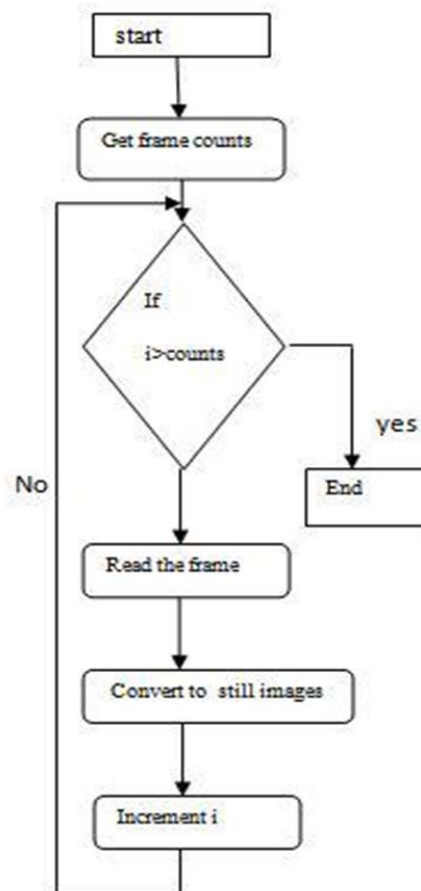 start
Get frame counts
If
i>counts
yes
No
End
Read the frame
Convert to still images
Increment i